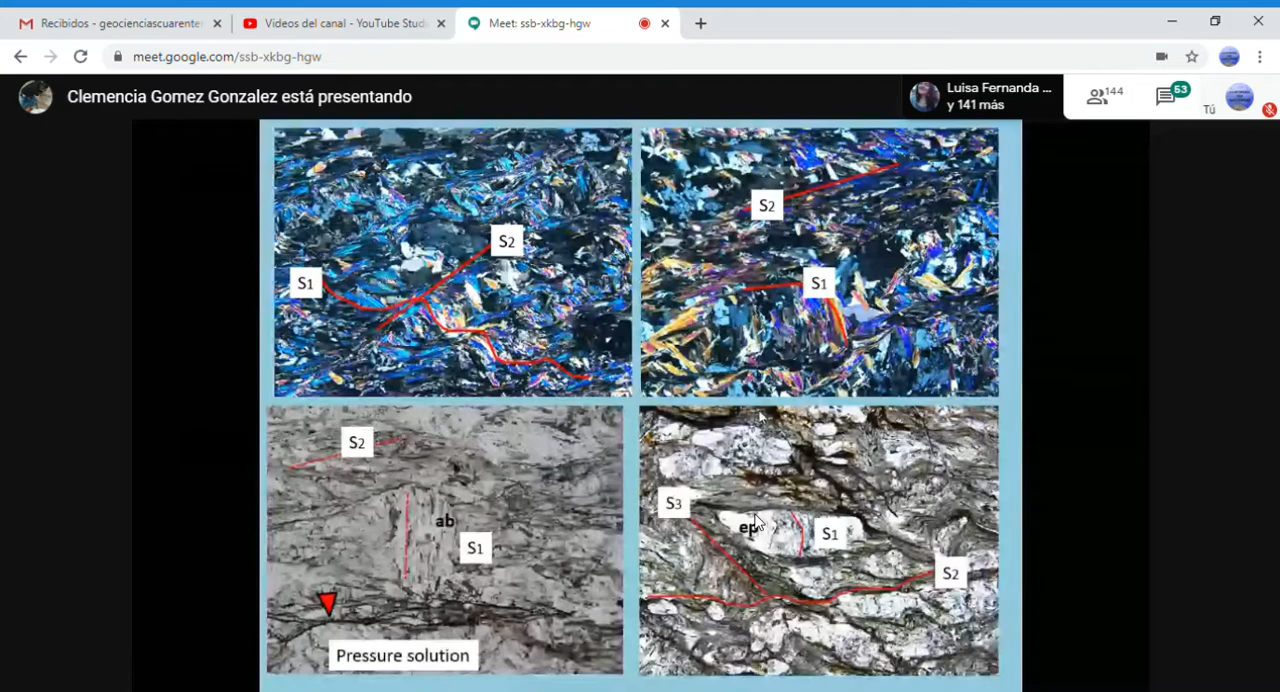 Recibidos - geocienciascuarente
Videos del canal - YouTube Stud
Meet: ssb-xkbg-hgw
meet.google.com/ssb-xkbg-hgw
Clemencia Gomez Gonzalez está presentando
Luisa Fernanda ...
y 141 más
144
53
Tú
S2
S1
S2
S1
S2
ab
S1
Pressure solution
S3
ep
S1
S2